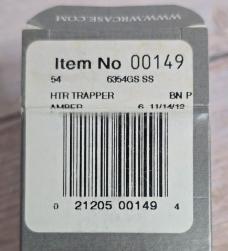 WWW.WRCASE.COM
Item No 00149
54 6354GS SS
HTR TRAPPER BN P
AMBER 6 11/14/12
0 21205 00149 4